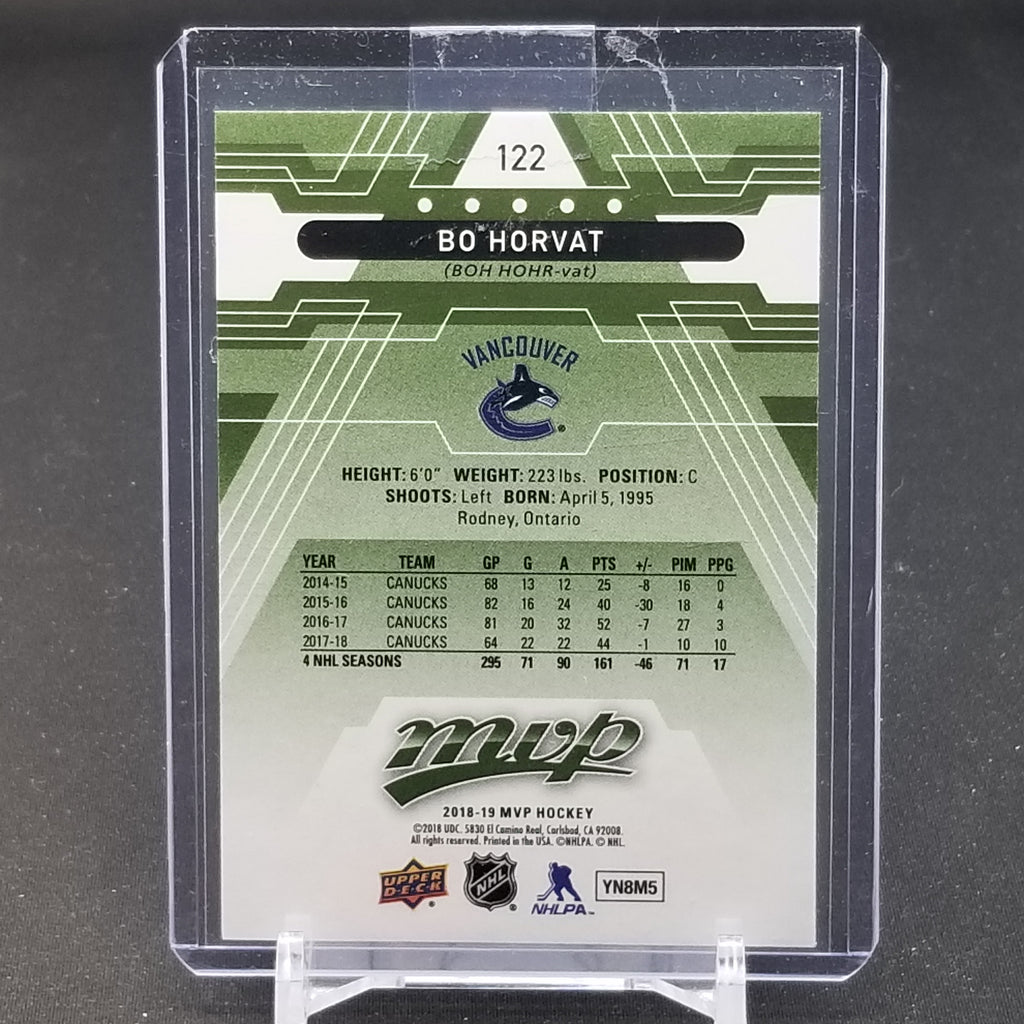 122
BO HORVAT
(BOH HOHR-vat)
VANCOUVER
HEIGHT: 6'0" WEIGHT: 223 lbs. POSITION: C
SHOOTS: Left BORN: April 5, 1995
Rodney, Ontario
YEAR TEAM GP G A PTS +/- PIM PPG
2014-15 CANUCKS 68 13 12 25 -8 16 0
2015-16 CANUCKS 82 16 24 40 -30 18 4
2016-17 CANUCKS 81 20 32 52 -7 27 3
2017-18 CANUCKS 64 22 22 44 -1 10 10
4 NHL SEASONS 295 71 90 161 -46 71 17
mvp
2018-19 MVP HOCKEY
©2018 UDC. 5830 El Camino Real, Carlsbad, CA 92008.
All rights reserved. Printed in the USA. ©NHLPA. © NHL.
UPPER DECK ® NHL ® NHLPA™ YN8M5